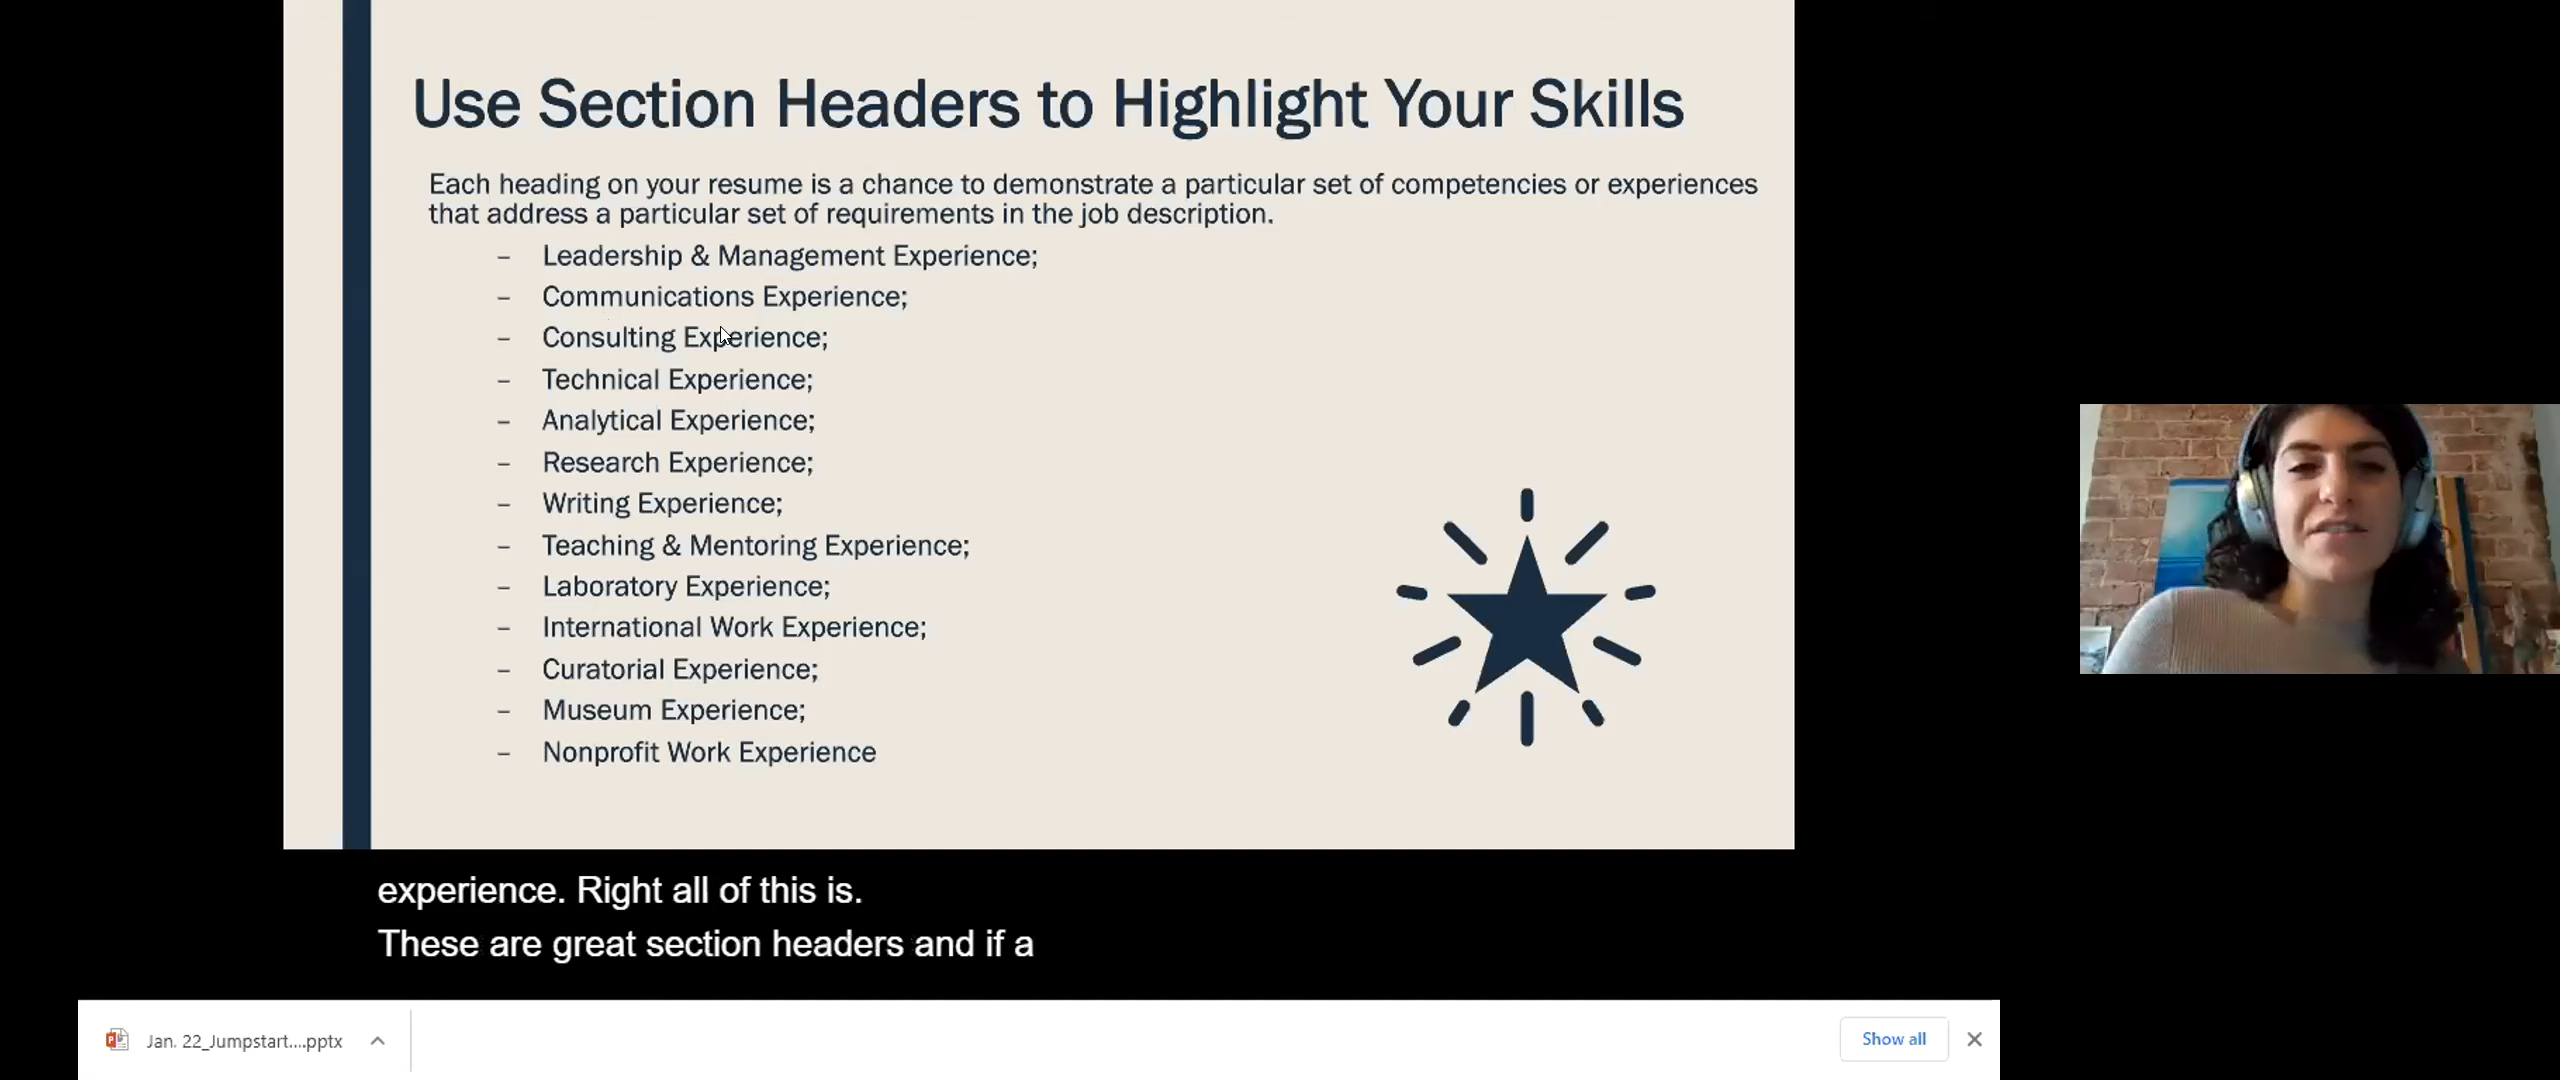 Use Section Headers to Highlight Your Skills
Each heading on your resume is a chance to demonstrate a particular set of competencies or experiences
that address a particular set of requirements in the job description.
– Leadership & Management Experience;
– Communications Experience;
– Consulting Experience;
– Technical Experience;
– Analytical Experience;
– Research Experience;
– Writing Experience;
– Teaching & Mentoring Experience;
– Laboratory Experience;
– International Work Experience;
– Curatorial Experience;
– Museum Experience;
– Nonprofit Work Experience
experience. Right all of this is.
These are great section headers and if a
Jan. 22_Jumpstart....pptx
Show all